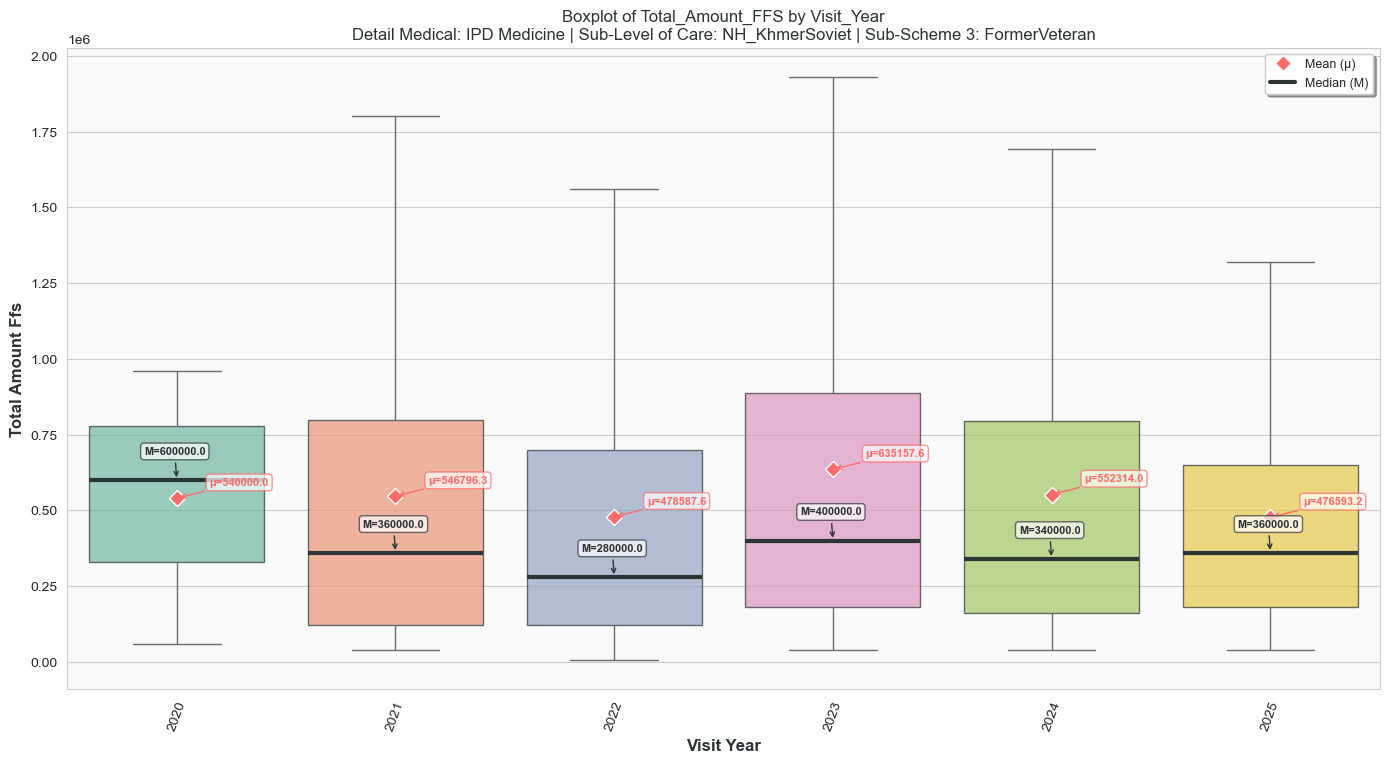 Boxplot of Total_Amount_FFS by Visit_Year
Detail Medical: IPD Medicine | Sub-Level of Care: NH_KhmerSoviet | Sub-Scheme 3: FormerVeteran
1e6
2.00
1.75
1.50
1.25
1.00
0.75
0.50
0.25
0.00
Total Amount Ffs
Mean (μ)
Median (M)
M=600000.0
μ=540000.0
μ=546796.3
M=360000.0
μ=478587.6
M=280000.0
μ=635157.6
M=400000.0
μ=552314.0
M=340000.0
μ=476593.2
M=360000.0
2020
2021
2022
2023
2024
2025
Visit Year